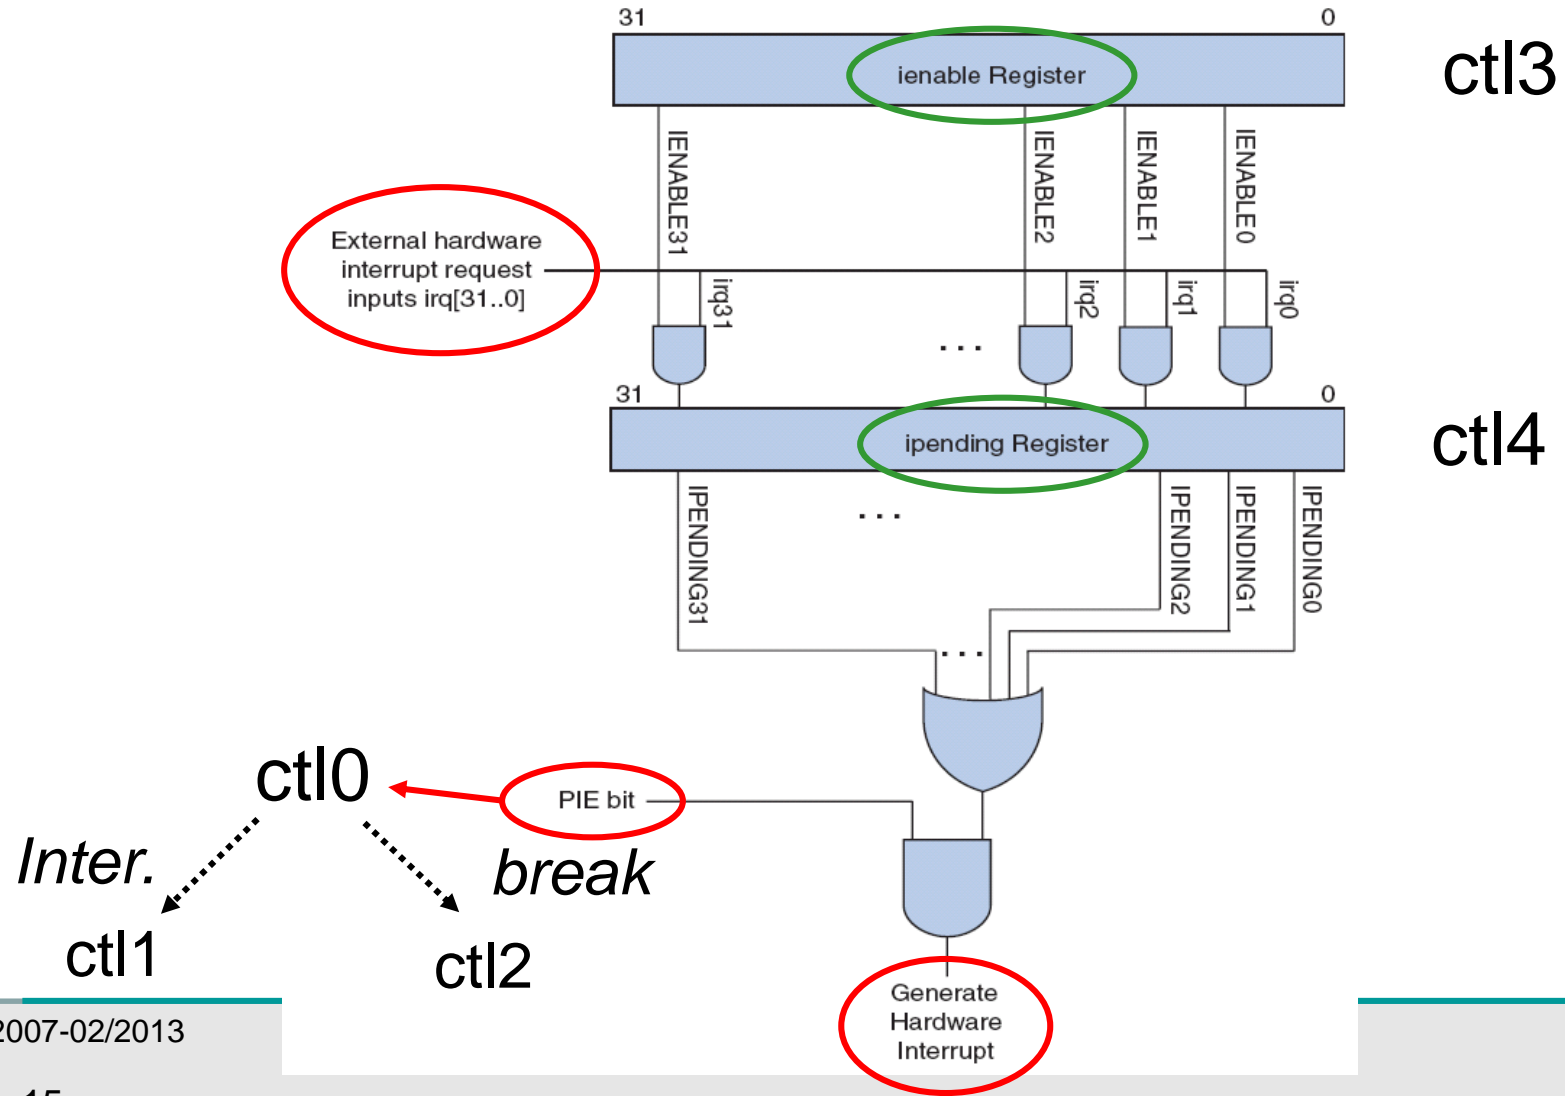 31
0
ienable Register
ctl3
IENABLE31
IENABLE2
IENABLE1
IENABLE0
External hardware
interrupt request
inputs irq[31..0]
irq31
irq2
irq1
irq0
...
31
0
ipending Register
ctl4
...
IPENDING31
IPENDING2
IPENDING1
IPENDING0
...
ctl0
PIE bit
Inter.
break
ctl1
ctl2
Generate
Hardware
Interrupt
2007-02/2013